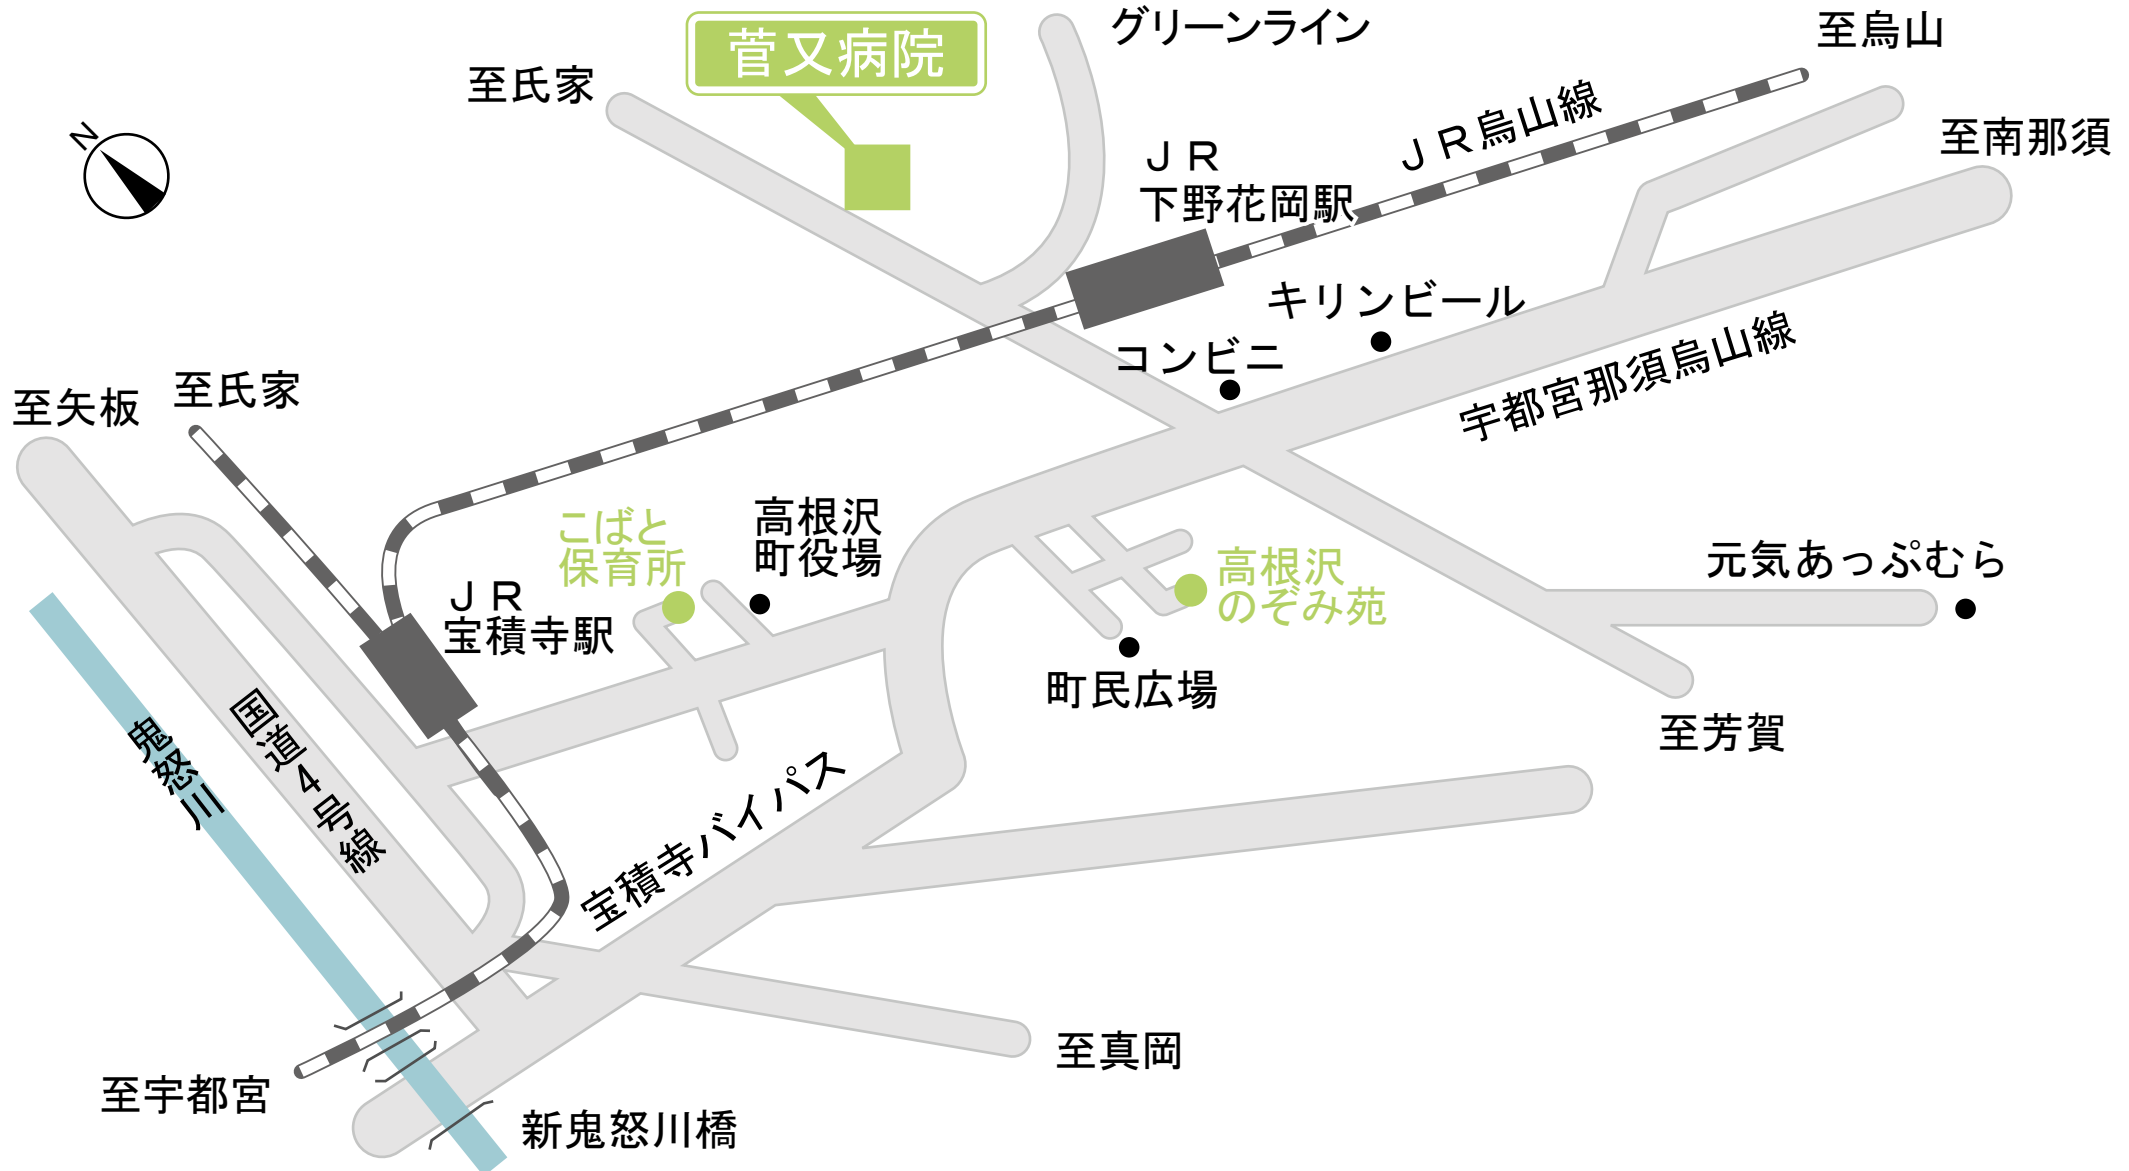 グリーンライン
至烏山
菅又病院
至氏家
N
JR烏山線
至南那須
JR
下野花岡駅
キリンビール
コンビニ
宇都宮那須烏山線
至矢板
至氏家
こばと
保育所
高根沢
町役場
JR
宝積寺駅
高根沢
のぞみ苑
元気あっぷむら
町民広場
至芳賀
国道4号線
鬼怒川
宝積寺バイパス
至真岡
至宇都宮
新鬼怒川橋